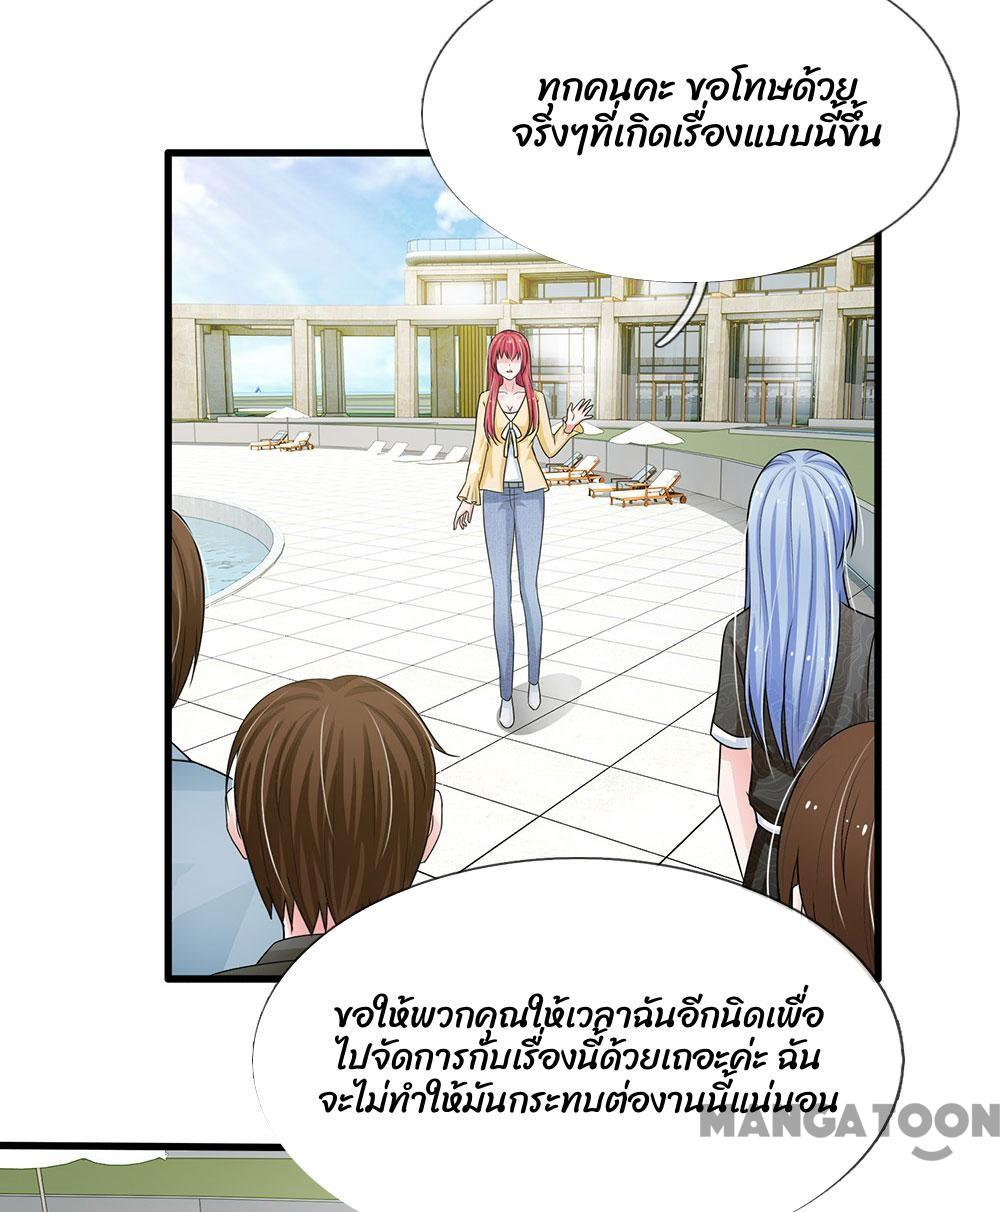 ทุกคนคะ ขอโทษด้วย
จริงๆที่เกิดเรื่องแบบนี้ขึ้น
ขอให้พวกคุณให้เวลาฉันอีกนิดเพื่อ
ไปจัดการกับเรื่องนี้ด้วยเถอะค่ะ ฉัน
จะไม่ทำให้มันกระทบต่องานนี้แน่นอน
MANGATOON